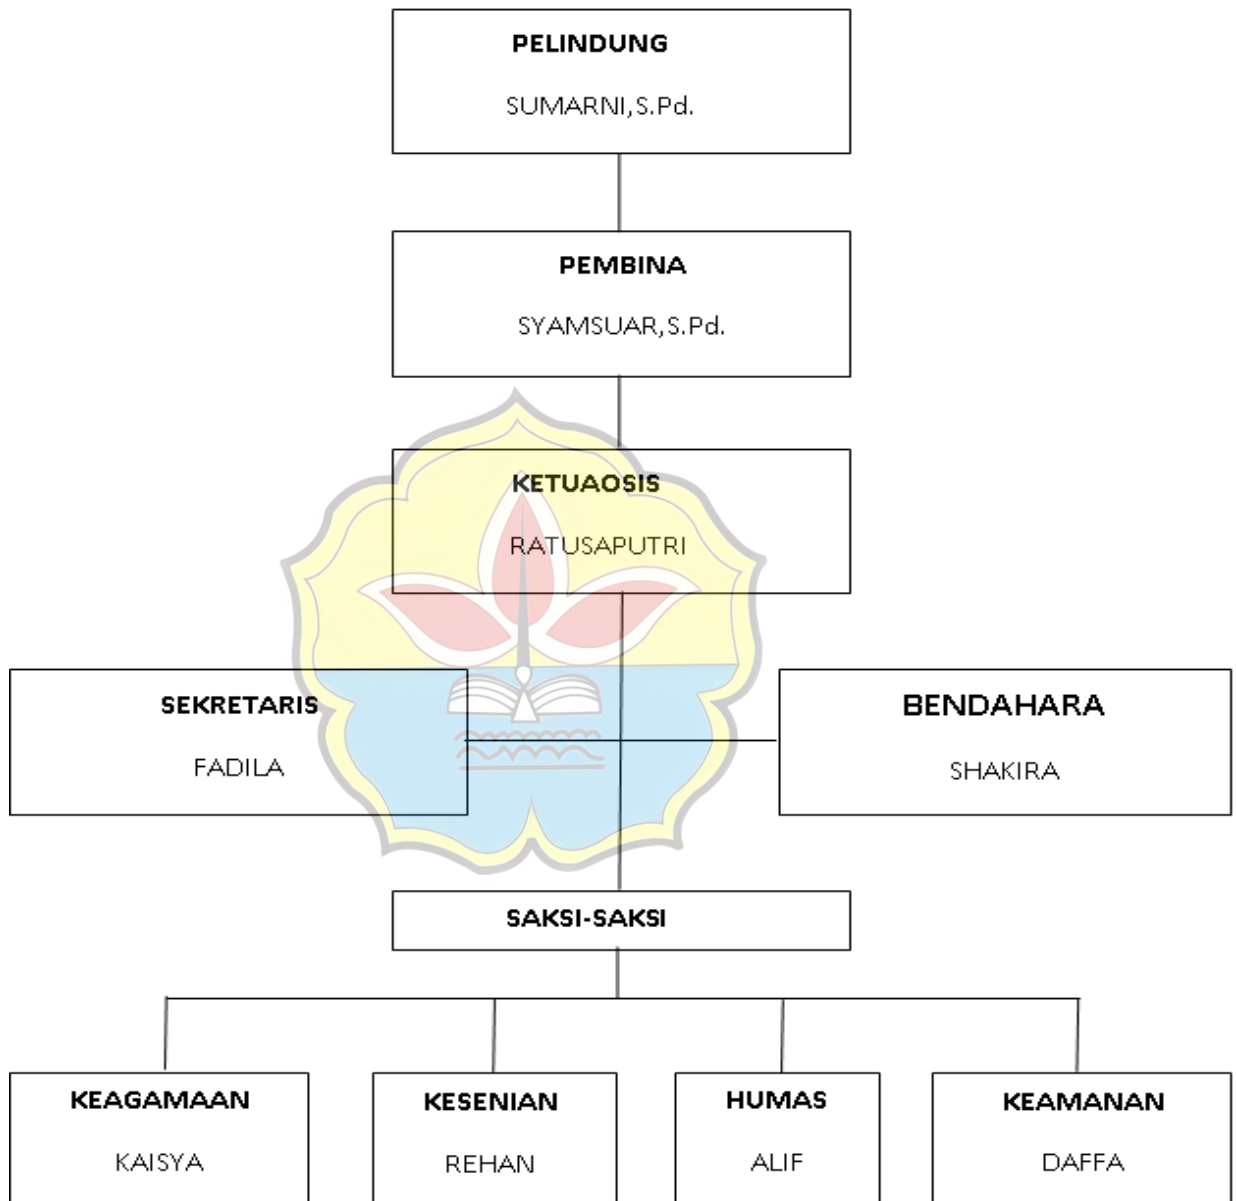 PELINDUNG
SUMARNI,S.Pd.
PEMBINA
SYAMSUAR,S.Pd.
KETUAOSIS
RATUSAPUTRI
SEKRETARIS
FADILA
BENDAHARA
SHAKIRA
SAKSI-SAKSI
KEAGAMAAN
KAISYA
KESENIAN
REHAN
HUMAS
ALIF
KEAMANAN
DAFFA